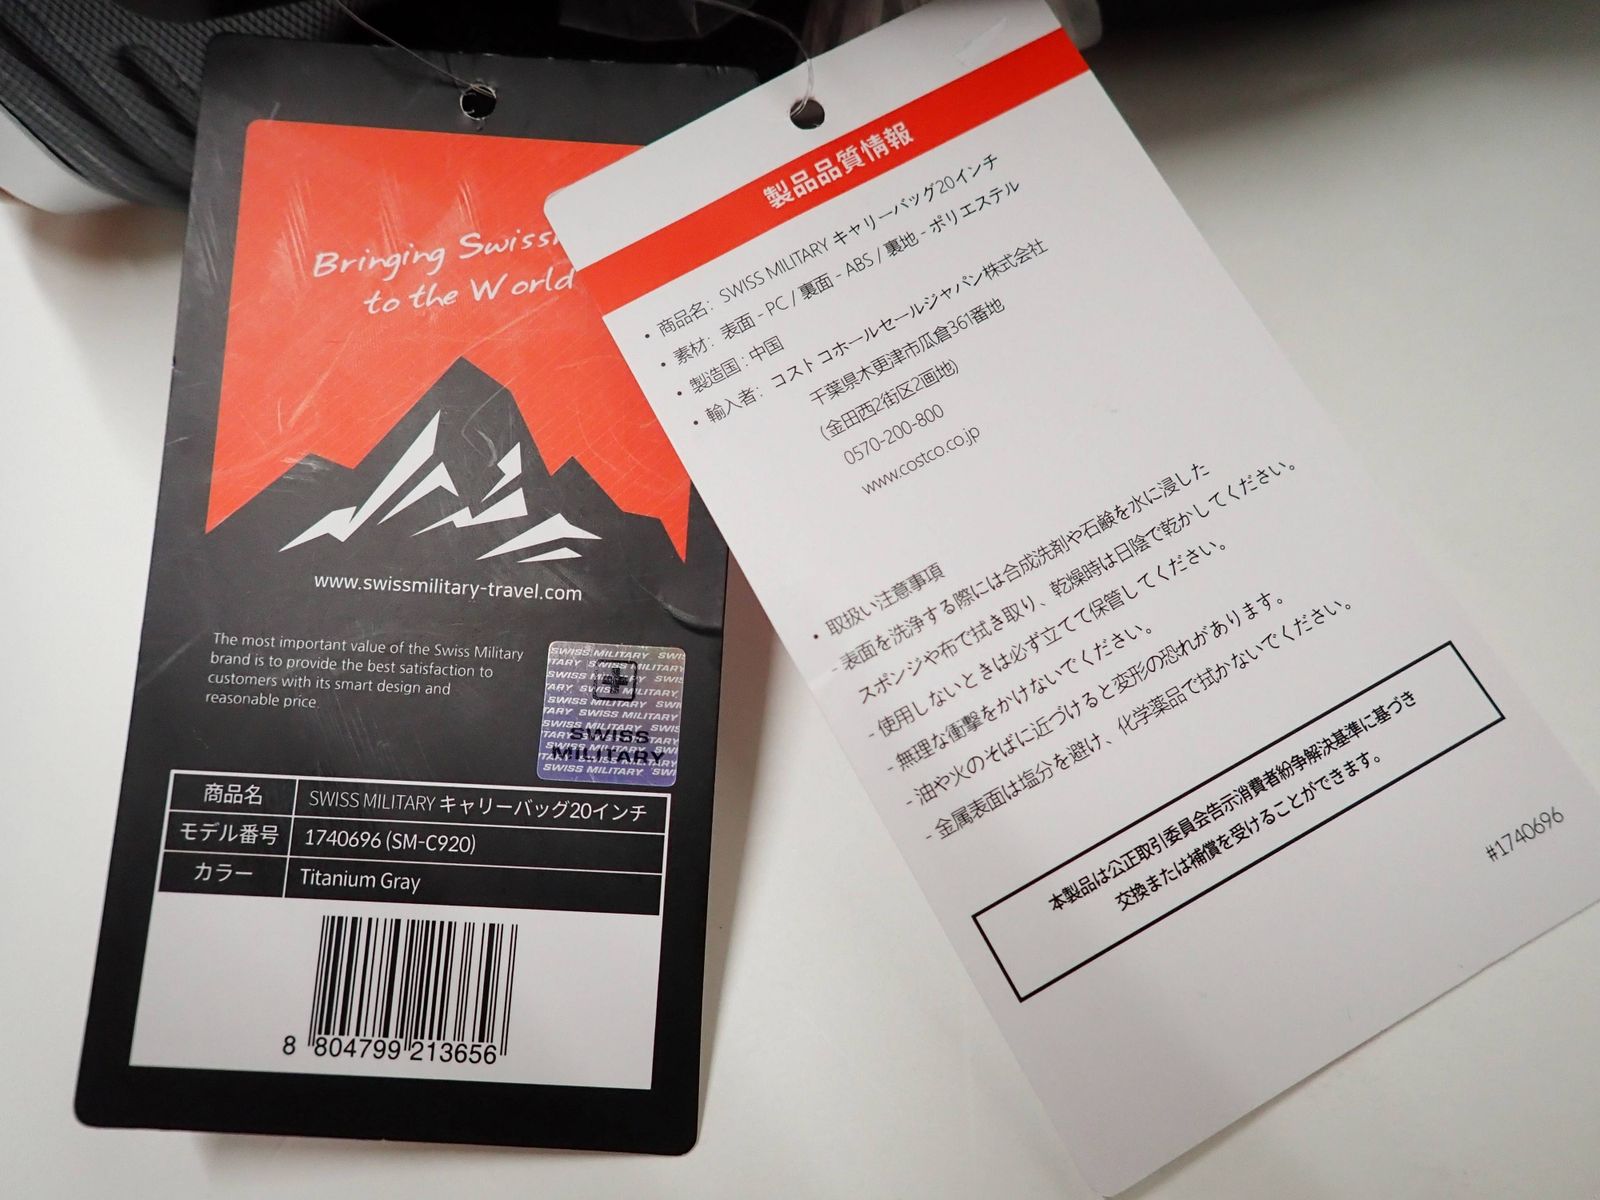 Bringing Swiss
to the World
www.swissmilitary-travel.com
The most important value of the Swiss Military
brand is to provide the best satisfaction to
customers with its smart design and
reasonable price.
SWISS
MILITARY
商品名 SWISS MILITARY キャリーバッグ20インチ
モデル番号 1740696 (SM-C920)
カラー Titanium Gray
8 804799 213656
製品品質情報
• 商品名: SWISS MILITARY キャリーバッグ20インチ
• 素材: 表面 - PC / 裏面 - ABS / 裏地 - ポリエステル
• 製造国 : 中国
• 輸入者: コストコホールセールジャパン株式会社
千葉県木更津市瓜倉361番地
(金田西2街区2画地)
0570-200-800
www.costco.co.jp
• 取扱い注意事項
- 表面を洗浄する際には合成洗剤や石鹸を水に浸した
スポンジや布で拭き取り、乾燥時は日陰で乾かしてください。
- 使用しないときは必ず立てて保管してください。
- 無理な衝撃をかけないでください。
- 油や火のそばに近づけると変形の恐れがあります。
- 金属表面は塩分を避け、化学薬品で拭かないでください。
本製品は公正取引委員会告示消費者紛争解決基準に基づき
交換または補償を受けることができます。
#1740696